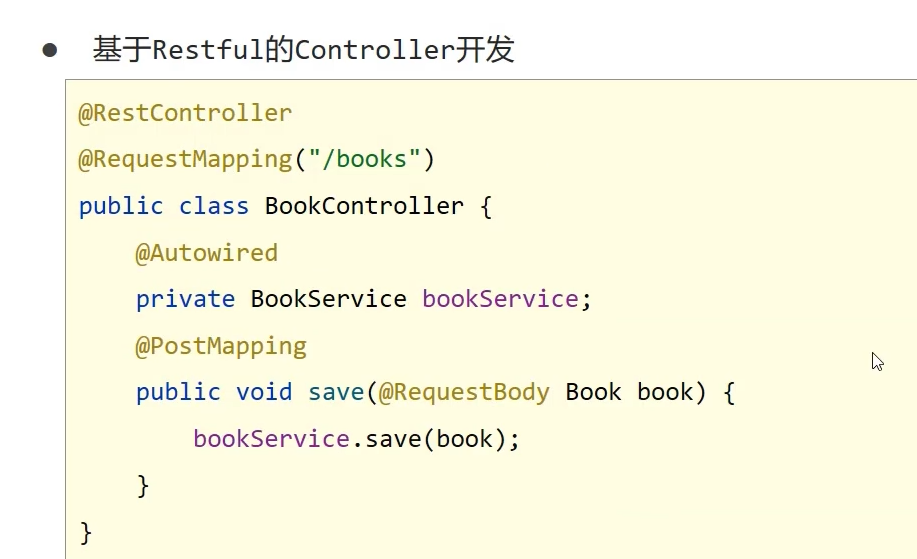 ● 基于Restful的Controller开发
@RestController
@RequestMapping("/books")
public class BookController {
    @Autowired
    private BookService bookService;
    @PostMapping
    public void save(@RequestBody Book book) {
        bookService.save(book);
    }
}